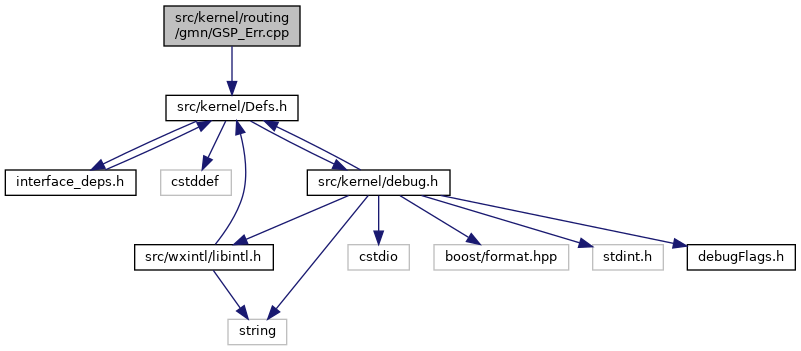 src/kernel/routing
/gmn/GSP_Err.cpp
src/kernel/Defs.h
interface_deps.h
cstddef
src/kernel/debug.h
src/wxintl/libintl.h
cstdio
boost/format.hpp
stdint.h
debugFlags.h
string